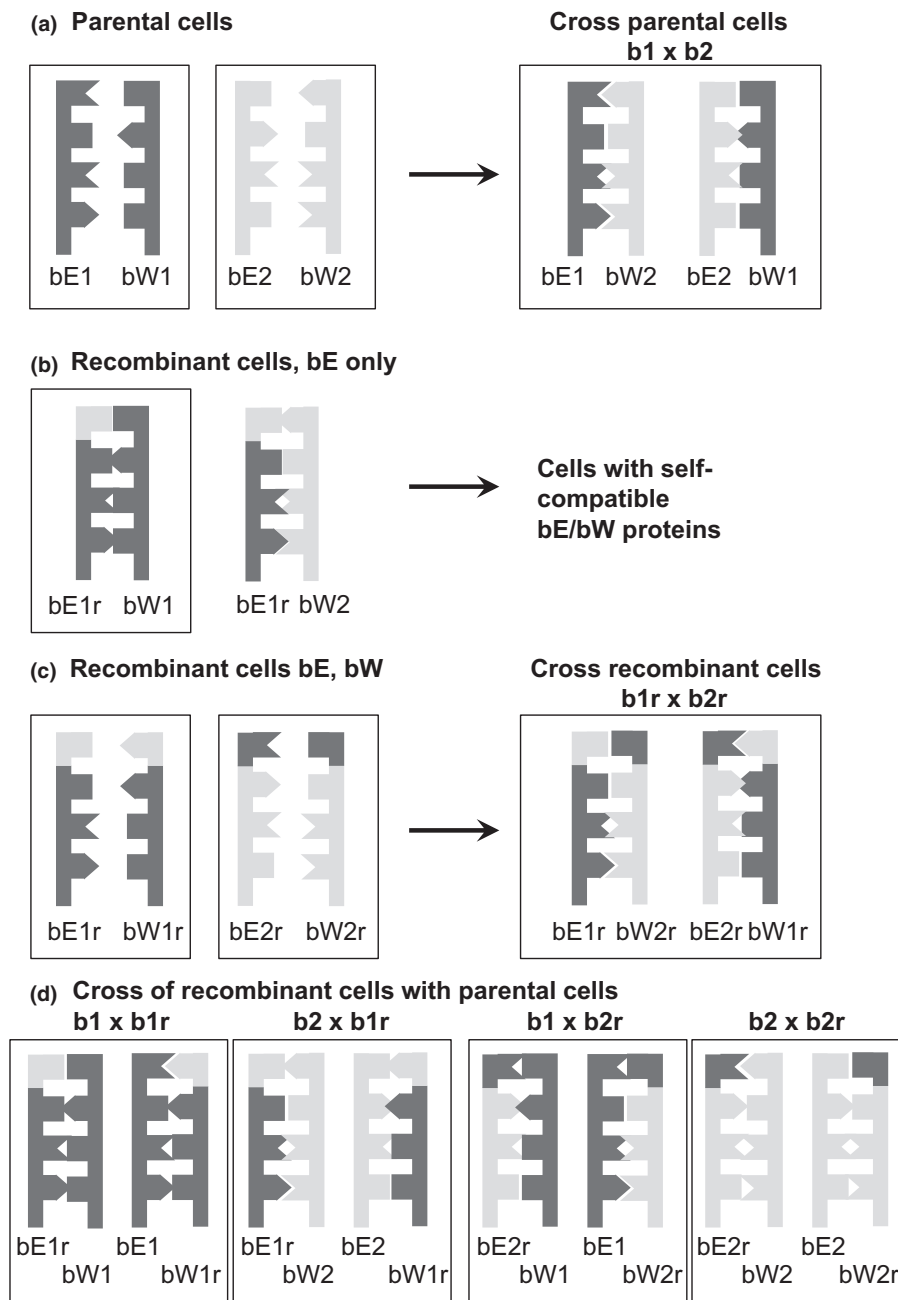 (a) Parental cells
Cross parental cells
b1 x b2
bE1 bW1 bE2 bW2 bE1 bW2 bE2 bW1
(b) Recombinant cells, bE only
Cells with self-
compatible
bE/bW proteins
bE1r bW1 bE1r bW2
(c) Recombinant cells bE, bW
Cross recombinant cells
b1r x b2r
bE1r bW1r bE2r bW2r bE1r bW2r bE2r bW1r
(d) Cross of recombinant cells with parental cells
b1 x b1r b2 x b1r b1 x b2r b2 x b2r
bE1r bE1 bE1r bE2 bE2r bE1 bE2r bE2
bW1 bW1r bW2 bW1r bW1 bW2r bW2 bW2r